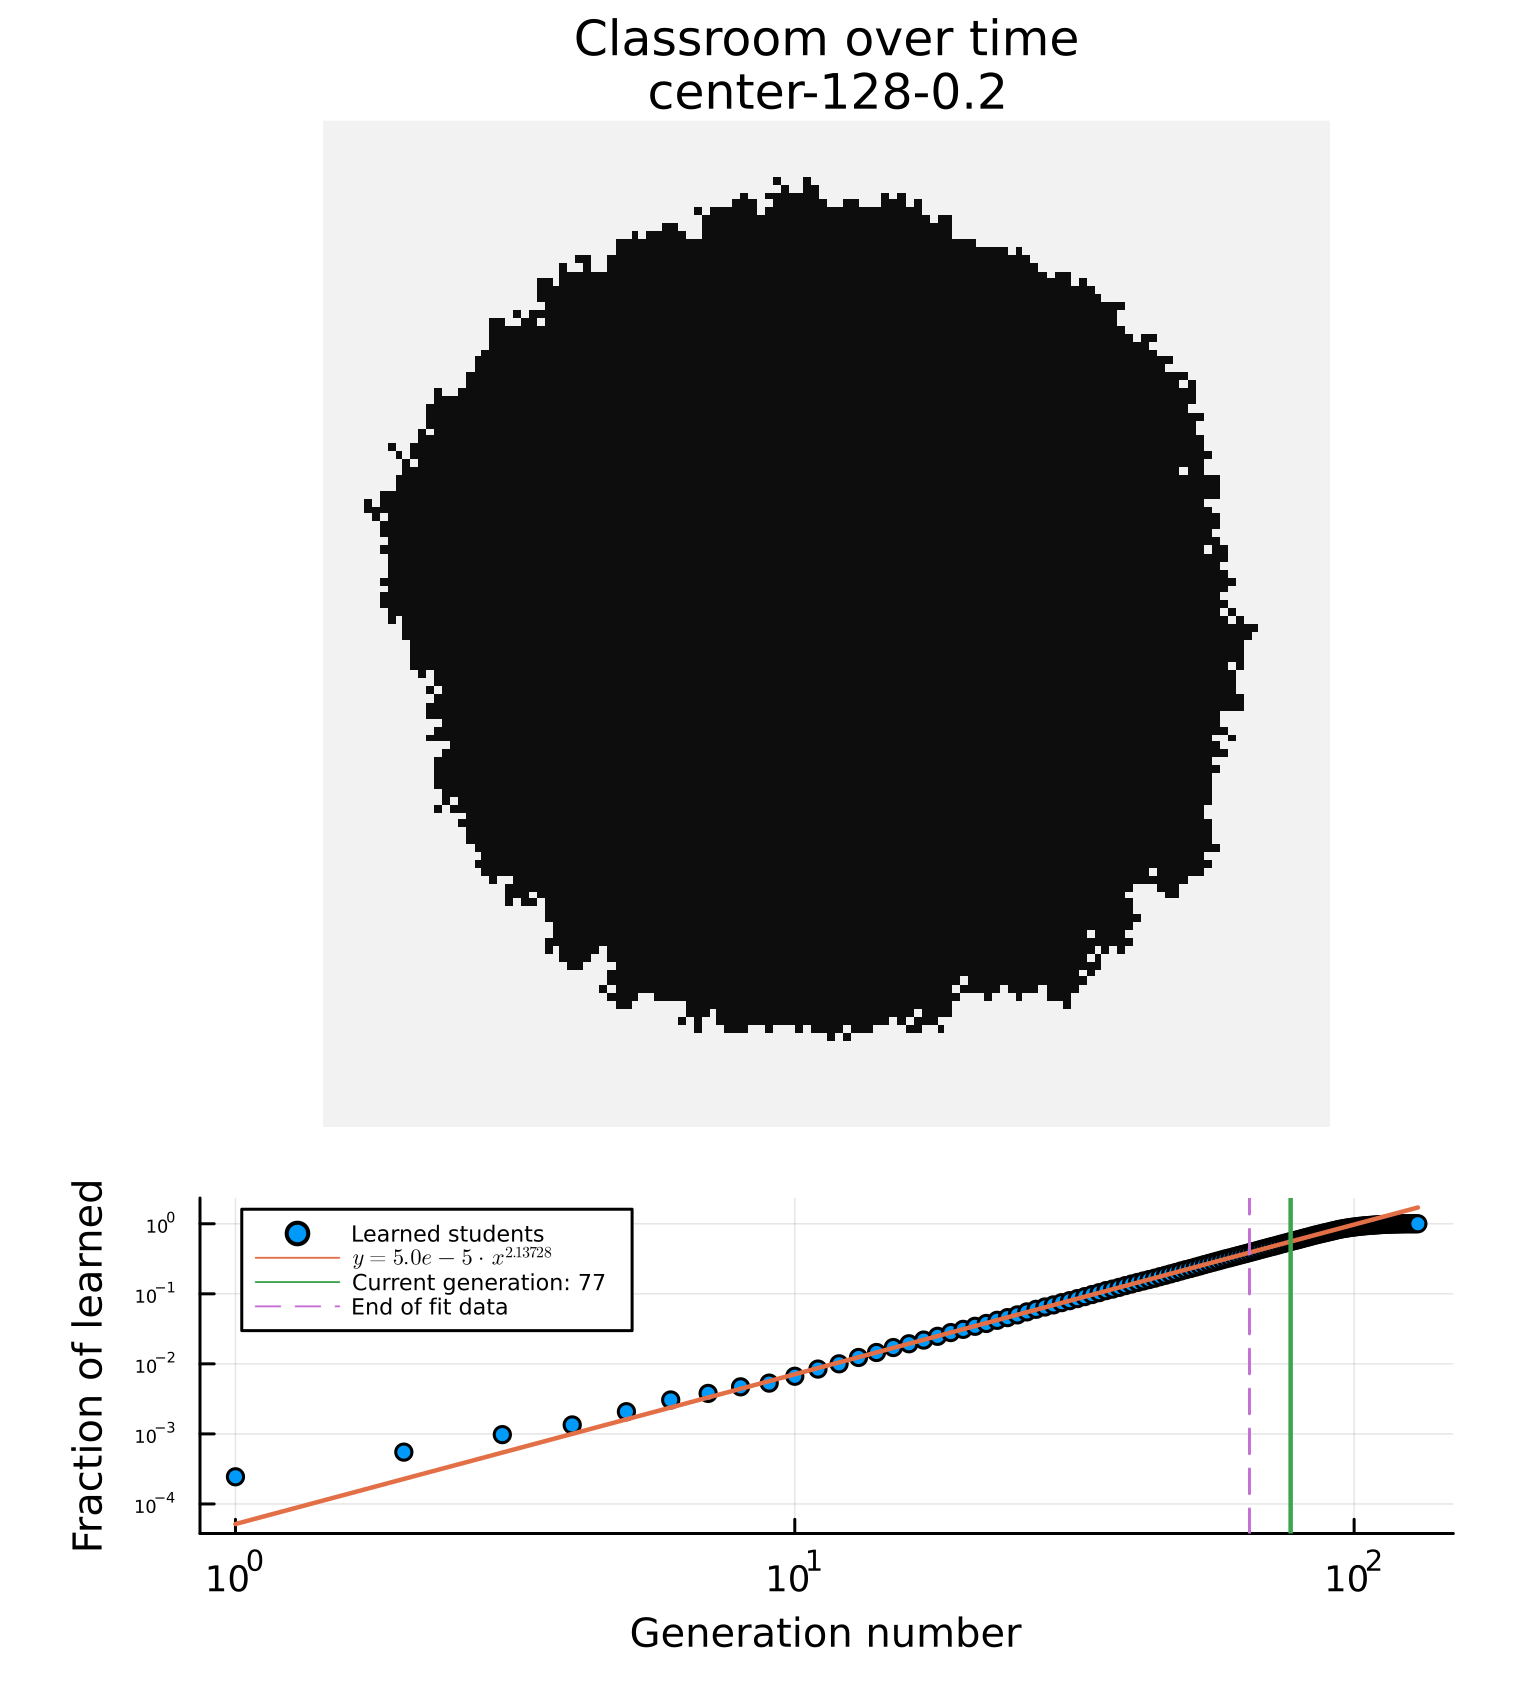 Classroom over time
center-128-0.2
Fraction of learned
10^0
10^-1
10^-2
10^-3
10^-4
Learned students
y = 5.0e − 5 · x^2.13728
Current generation: 77
End of fit data
10^0 10^1 10^2
Generation number